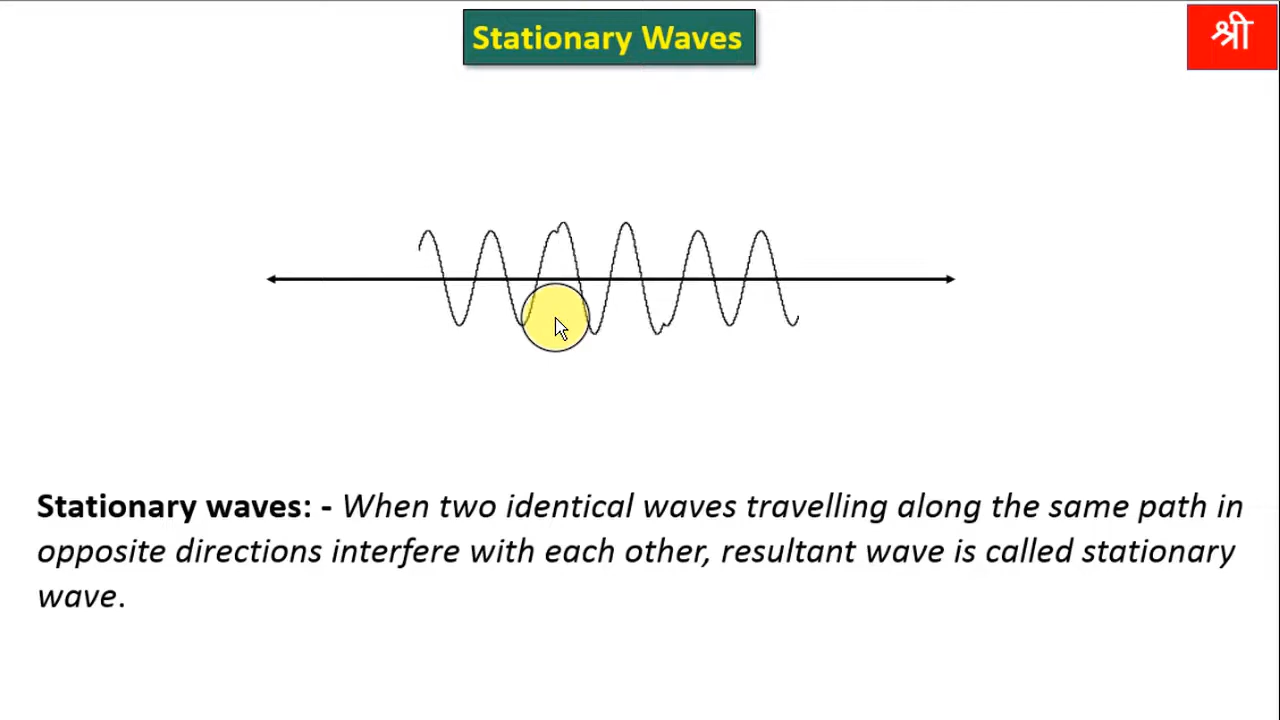 Stationary Waves
श्री
Stationary waves: - When two identical waves travelling along the same path in
opposite directions interfere with each other, resultant wave is called stationary
wave.